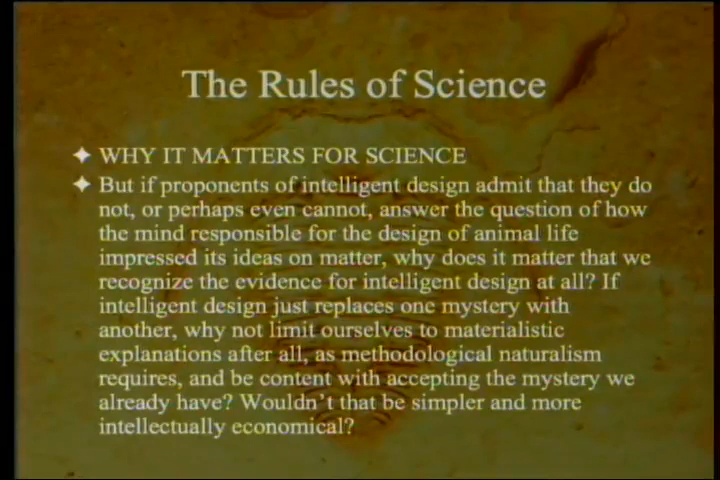 The Rules of Science
WHY IT MATTERS FOR SCIENCE
But if proponents of intelligent design admit that they do
not, or perhaps even cannot, answer the question of how
the mind responsible for the design of animal life
impressed its ideas on matter, why does it matter that we
recognize the evidence for intelligent design at all? If
intelligent design just replaces one mystery with
another, why not limit ourselves to materialistic
explanations after all, as methodological naturalism
requires, and be content with accepting the mystery we
already have? Wouldn't that be simpler and more
intellectually economical?